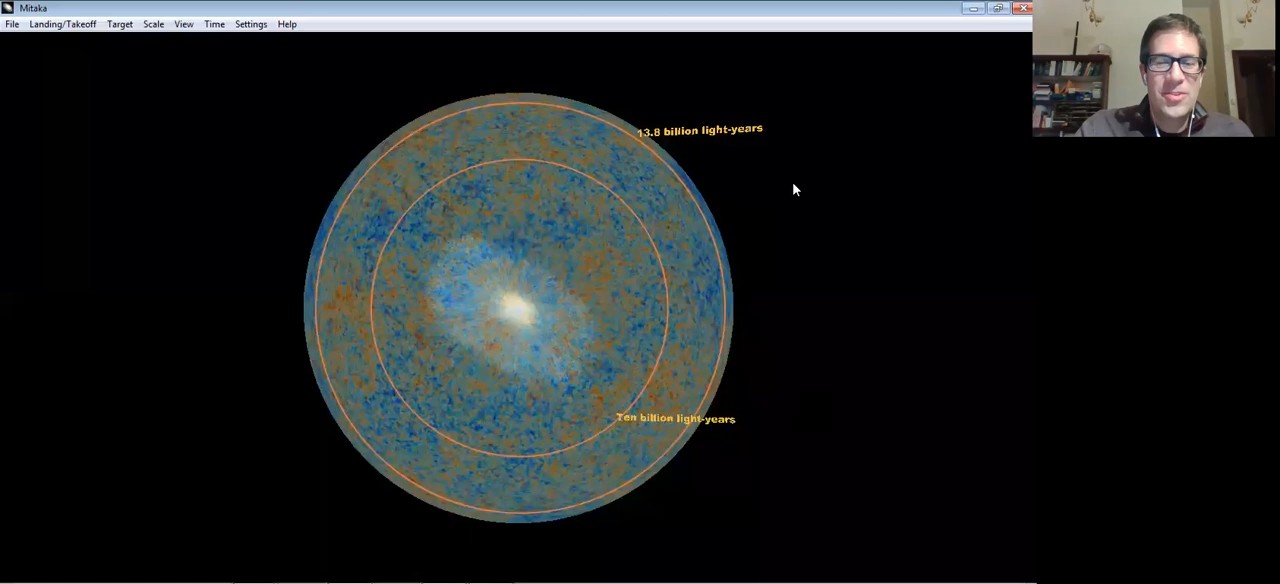 Mitaka
File Landing/Takeoff Target Scale View Time Settings Help
13.8 billion light-years
Ten billion light-years